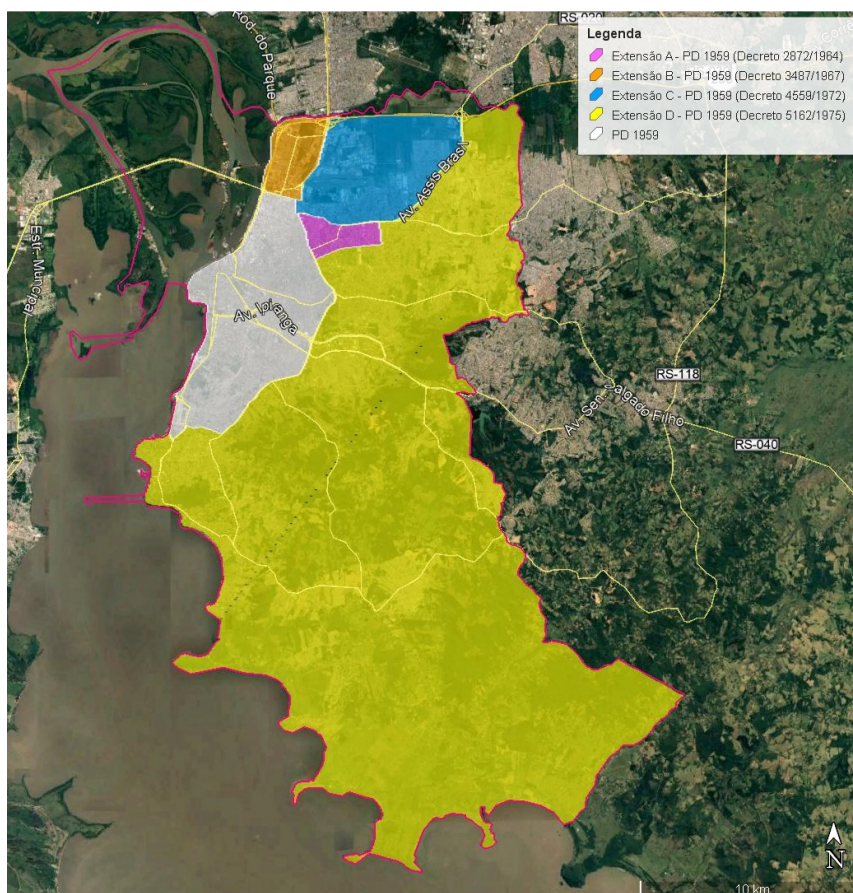 RS-020
Legenda
Extensão A - PD 1959 (Decreto 2872/1964)
Extensão B - PD 1959 (Decreto 3487/1967)
Extensão C - PD 1959 (Decreto 4559/1972)
Extensão D - PD 1959 (Decreto 5162/1975)
PD 1959
Rod. do Parque
Av. Assis Brasil
Estr. Municipal
Av. Ipiranga
RS-118
Av. Sen. Salgado Filho
RS-040
N
10 km